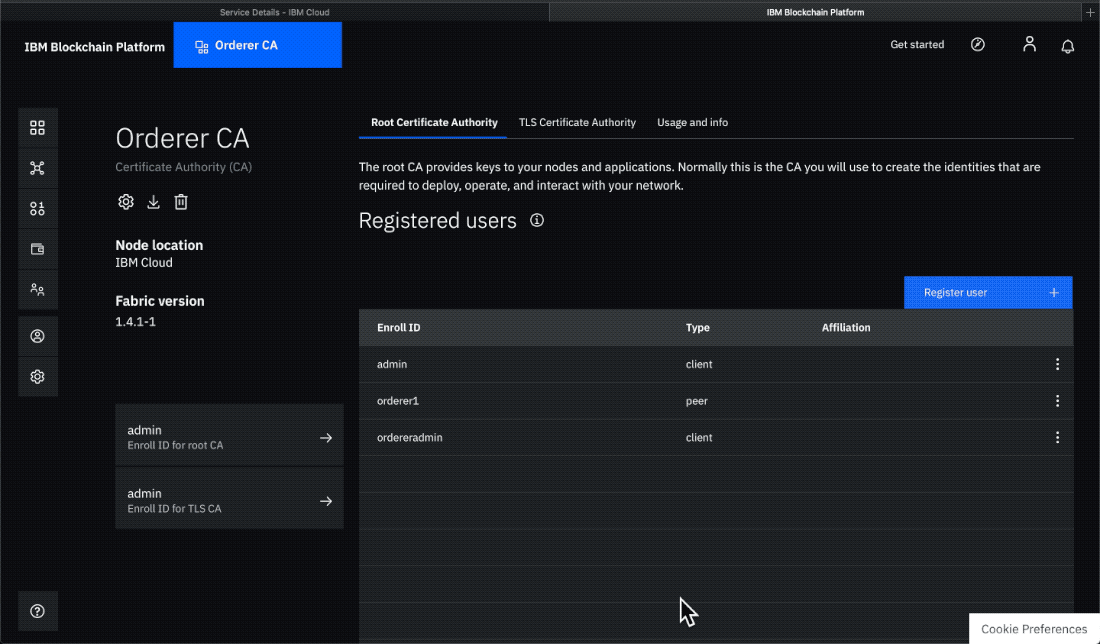 Service Details - IBM Cloud
IBM Blockchain Platform
IBM Blockchain Platform
Orderer CA
Get started
Orderer CA
Certificate Authority (CA)
Node location
IBM Cloud
Fabric version
1.4.1-1
admin
Enroll ID for root CA
admin
Enroll ID for TLS CA
Root Certificate Authority TLS Certificate Authority Usage and info
The root CA provides keys to your nodes and applications. Normally this is the CA you will use to create the identities that are
required to deploy, operate, and interact with your network.
Registered users
Register user +
Enroll ID Type Affiliation
admin client
orderer1 peer
ordereradmin client
Cookie Preferences